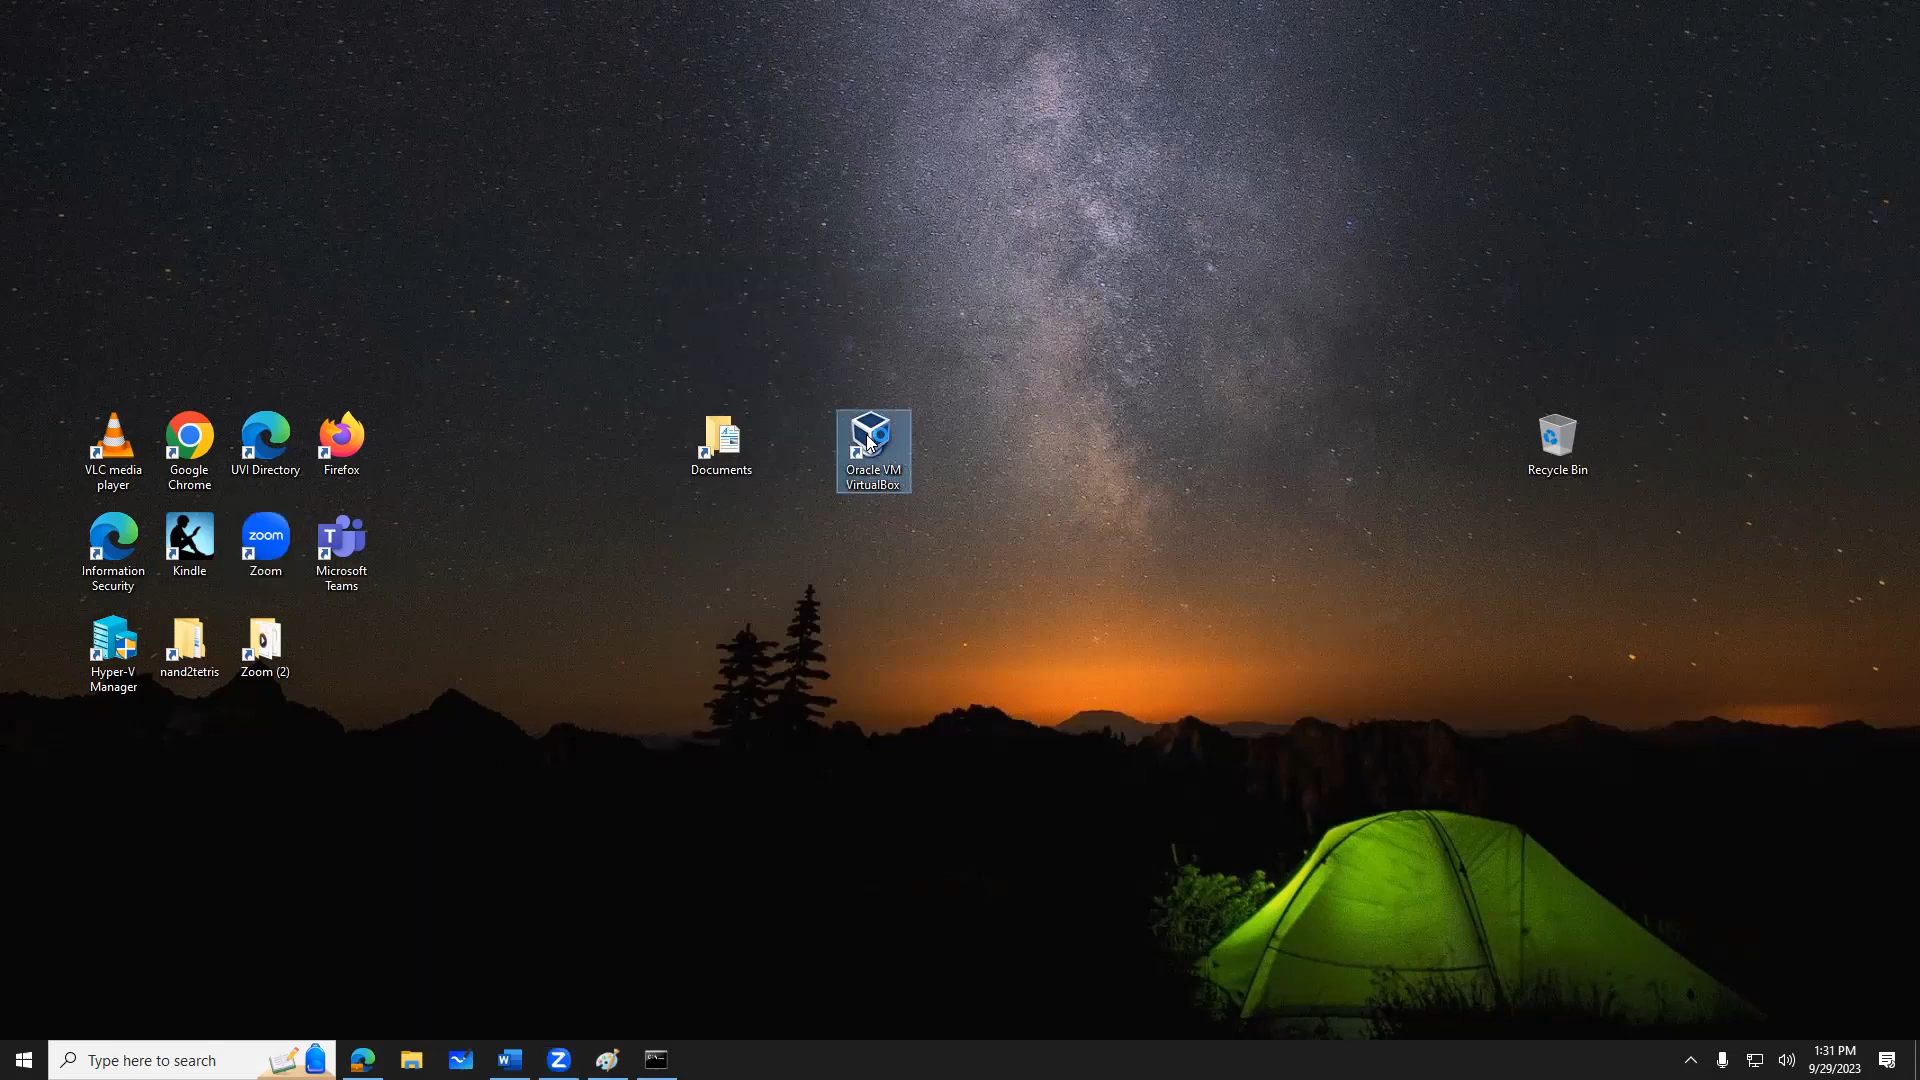 VLC media
player
Google
Chrome
UVI Directory
Firefox
Documents
Oracle VM
VirtualBox
Recycle Bin
Information
Security
Kindle
zoom
Zoom
T
Microsoft
Teams
Hyper-V
Manager
nand2tetris
Zoom (2)
Type here to search
W
Z
1:31 PM
9/29/2023